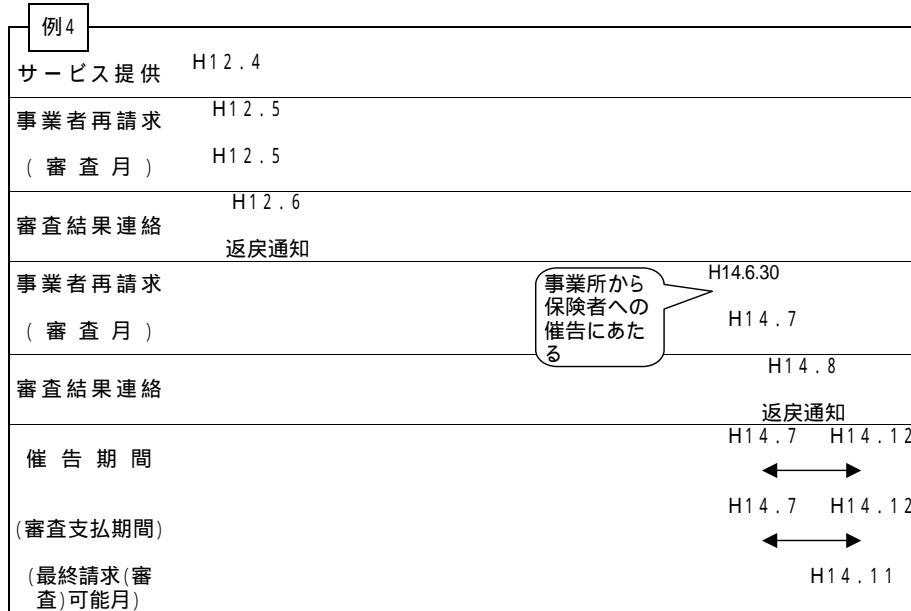 例4
サービス提供 H12.4
事業者再請求 H12.5
(審査月) H12.5
審査結果連絡 H12.6
返戻通知
事業者再請求 H14.6.30
事業所から
保険者への
催告にあた
る
(審査月) H14.7
審査結果連絡 H14.8
返戻通知
催告期間 H14.7 H14.12
(審査支払期間) H14.7 H14.12
(最終請求(審
査)可能月) H14.11